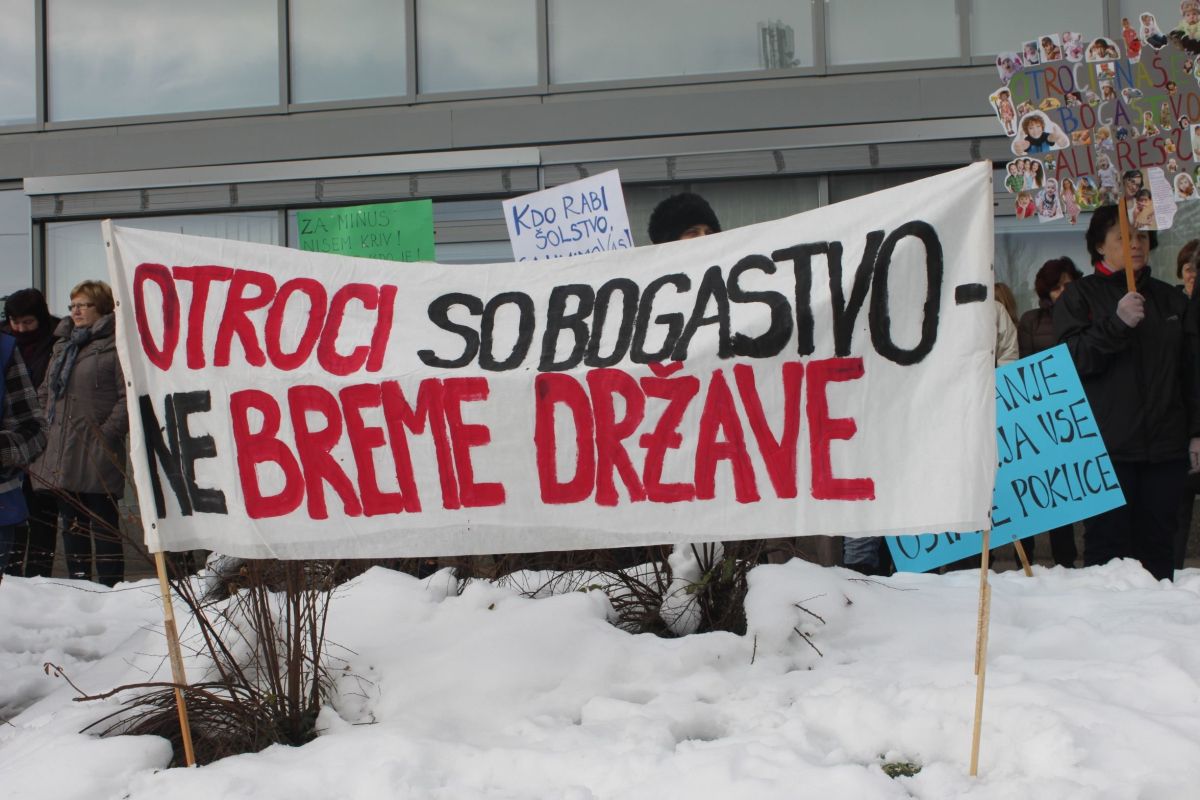 OTROCI SO BOGASTVO -
NE BREME DRŽAVE
ZA MINUS
NISEM KRIV!
KDO RABI
ŠOLSTVO,
OTROCI NAŠE
BOGASTVO
ALI RES
ANJE
JA VSE
POKLICE